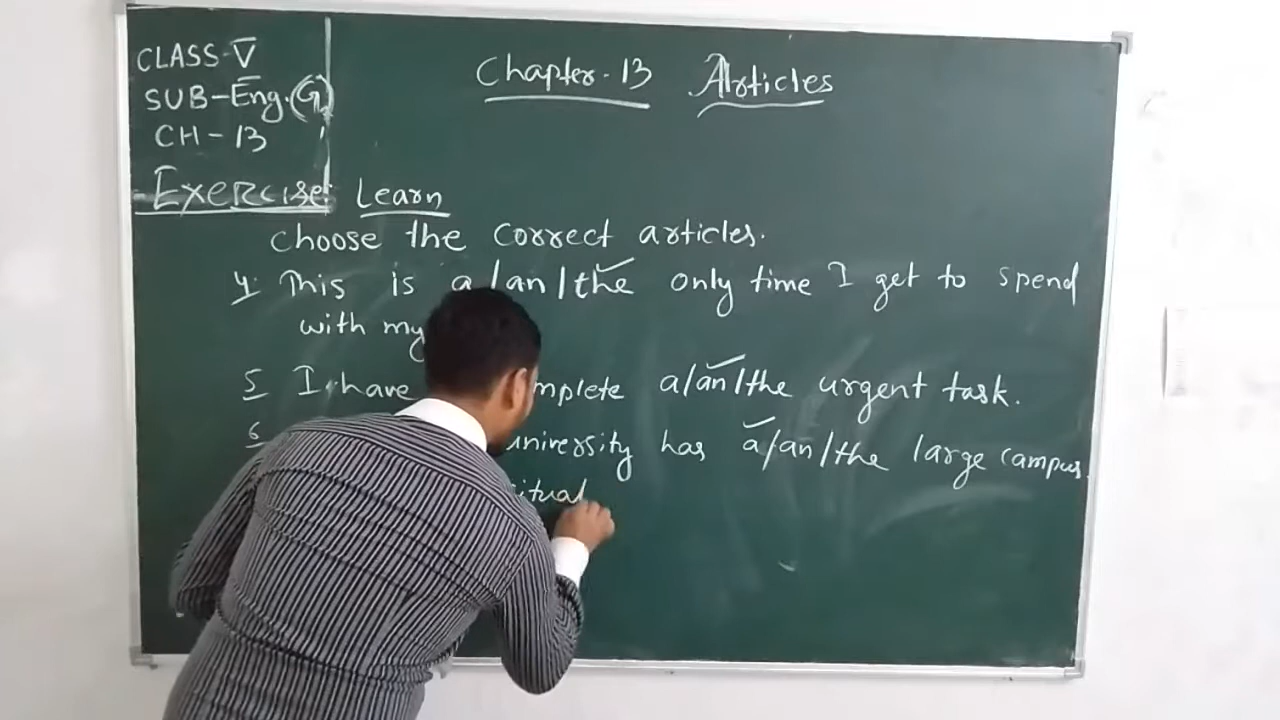 CLASS-V
SUB-Eng.(G)
CH-13
Chapter-13 Articles
Exercise: Learn
Choose the correct articles.
4. This is a/an/the only time I get to spend
with my
5 I have a/an/the urgent task.
6 university has a/an/the large campus.